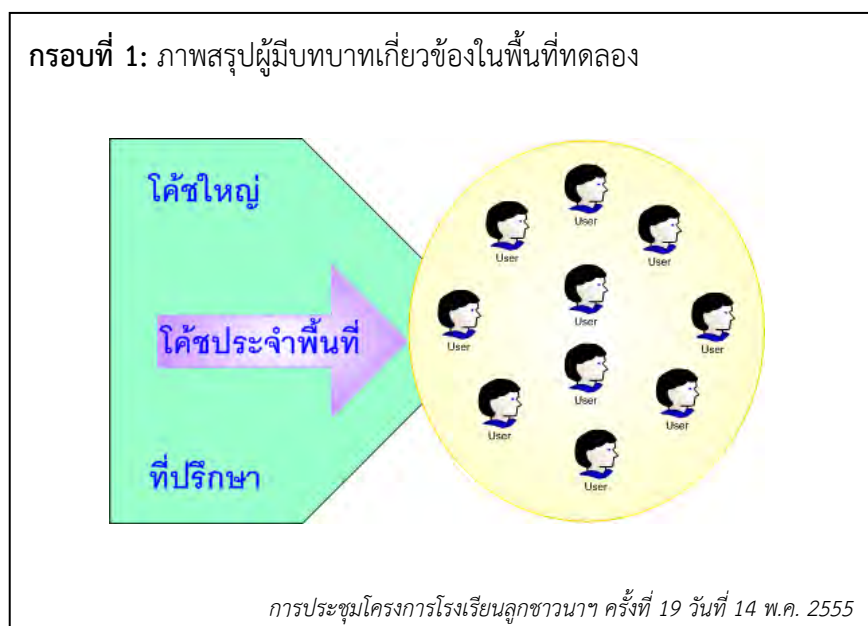 กรอบที่ 1: ภาพสรุปผู้มีบทบาทเกี่ยวข้องในพื้นที่ทดลอง
โค้ชใหญ่
โค้ชประจำพื้นที่
ที่ปรึกษา
User
User
User
User
User
User
User
User
User
User
การประชุมโครงการโรงเรียนลูกชาวนาฯ ครั้งที่ 19 วันที่ 14 พ.ค. 2555